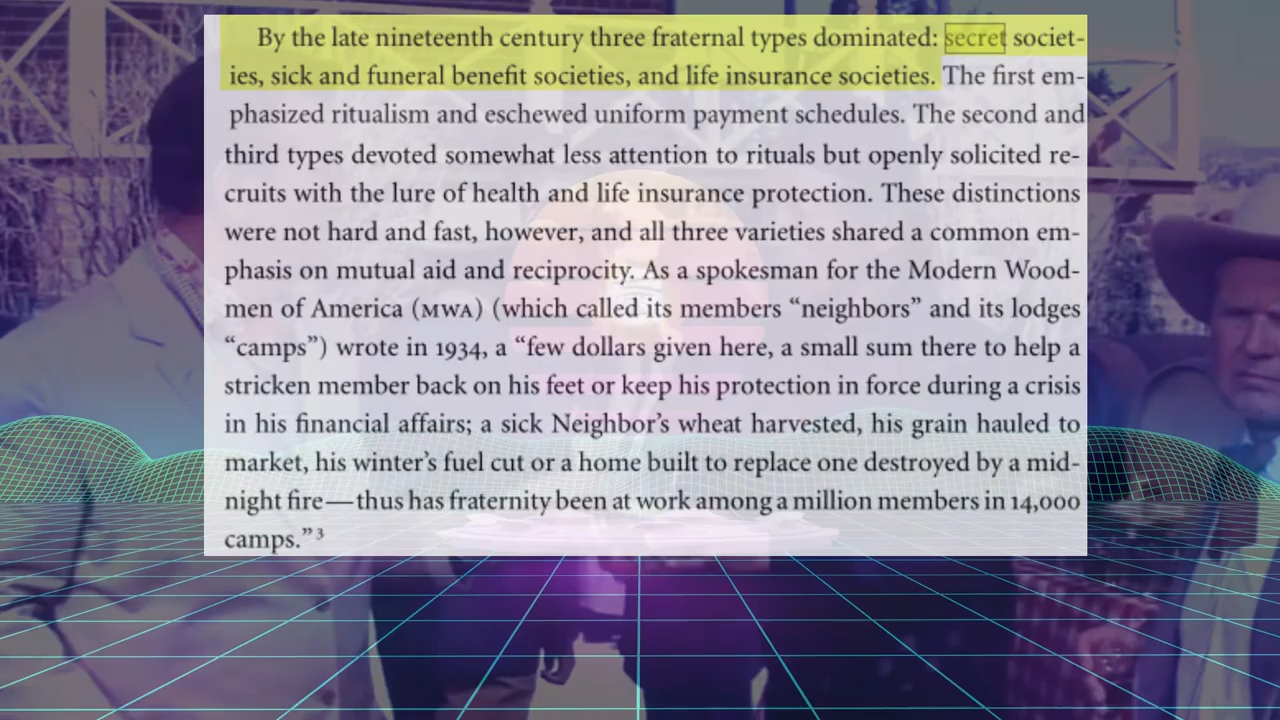 By the late nineteenth century three fraternal types dominated: secret societ-
ies, sick and funeral benefit societies, and life insurance societies. The first em-
phasized ritualism and eschewed uniform payment schedules. The second and
third types devoted somewhat less attention to rituals but openly solicited re-
cruits with the lure of health and life insurance protection. These distinctions
were not hard and fast, however, and all three varieties shared a common em-
phasis on mutual aid and reciprocity. As a spokesman for the Modern Wood-
men of America (MWA) (which called its members “neighbors” and its lodges
“camps”) wrote in 1934, a “few dollars given here, a small sum there to help a
stricken member back on his feet or keep his protection in force during a crisis
in his financial affairs; a sick Neighbor’s wheat harvested, his grain hauled to
market, his winter’s fuel cut or a home built to replace one destroyed by a mid-
night fire—thus has fraternity been at work among a million members in 14,000
camps.” 3